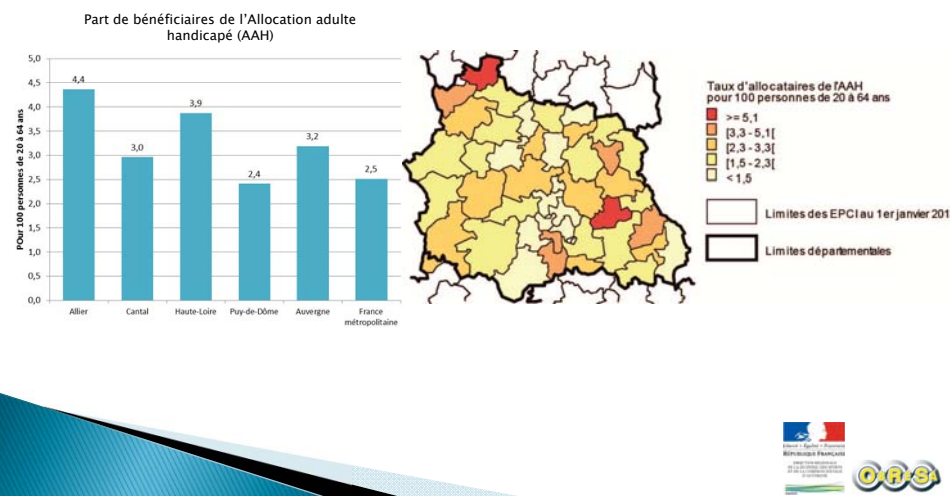 Part de bénéficiaires de l'Allocation adulte
handicapé (AAH)
POur 100 personnes de 20 à 64 ans
5,0
4,5
4,0
3,5
3,0
2,5
2,0
1,5
1,0
0,5
0,0
4,4
3,0
3,9
2,4
3,2
2,5
Allier
Cantal
Haute-Loire
Puy-de-Dôme
Auvergne
France
métropolitaine
Taux d'allocataires de l'AAH
pour 100 personnes de 20 à 64 ans
>= 5,1
[3,3 - 5,1[
[2,3 - 3,3[
[1,5 - 2,3[
< 1,5
Limites des EPCI au 1er janvier 201
Limites départementales
Liberté • Égalité • Fraternité
RÉPUBLIQUE FRANÇAISE